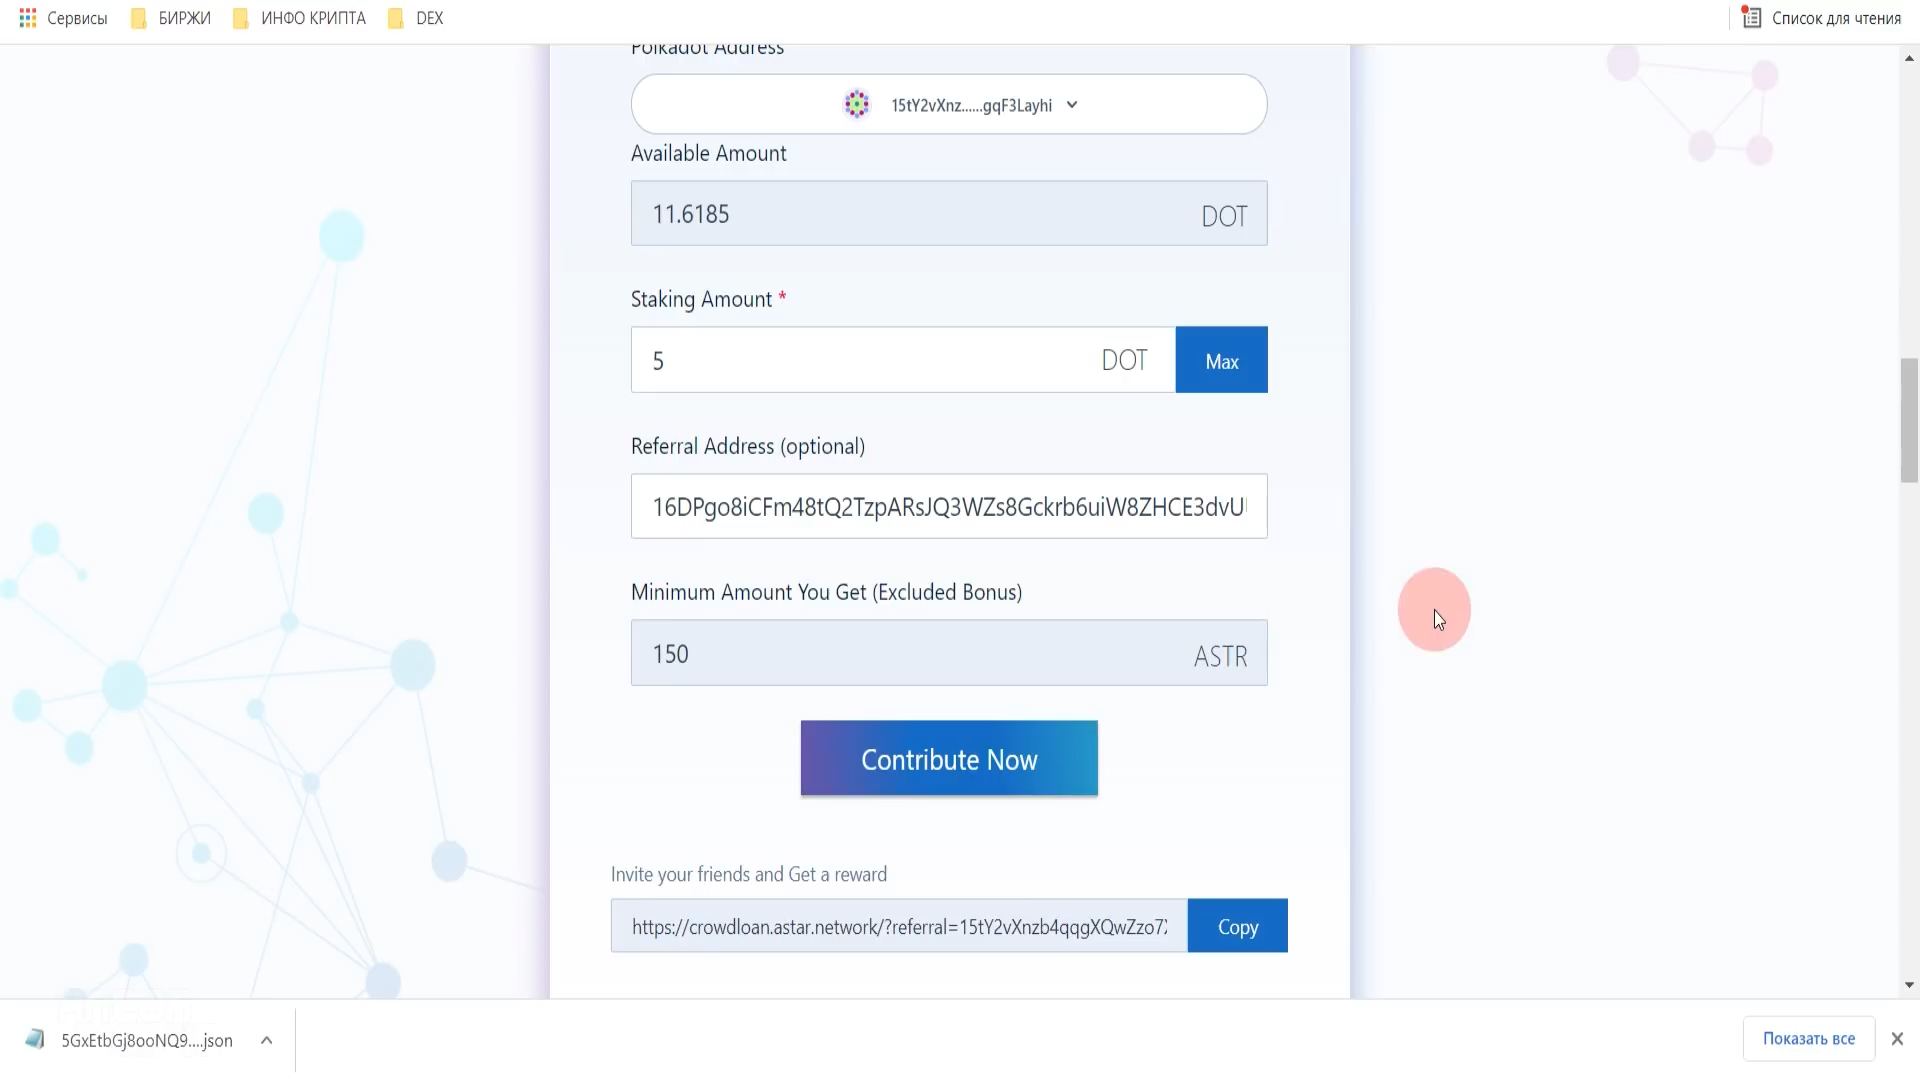 Сервисы БИРЖИ ИНФО КРИПТА DEX Список для чтения
Polkadot Address
15tY2vXnz......gqF3Layhi
Available Amount
11.6185 DOT
Staking Amount *
5 DOT Max
Referral Address (optional)
16DPgo8iCFm48tQ2TzpARsJQ3WZs8Gckrb6uiW8ZHCE3dvU
Minimum Amount You Get (Excluded Bonus)
150 ASTR
Contribute Now
Invite your friends and Get a reward
https://crowdloan.astar.network/?referral=15tY2vXnzb4qqgXQwZzo7 Copy
5GxEtbGj8ooNQ9....json Показать все